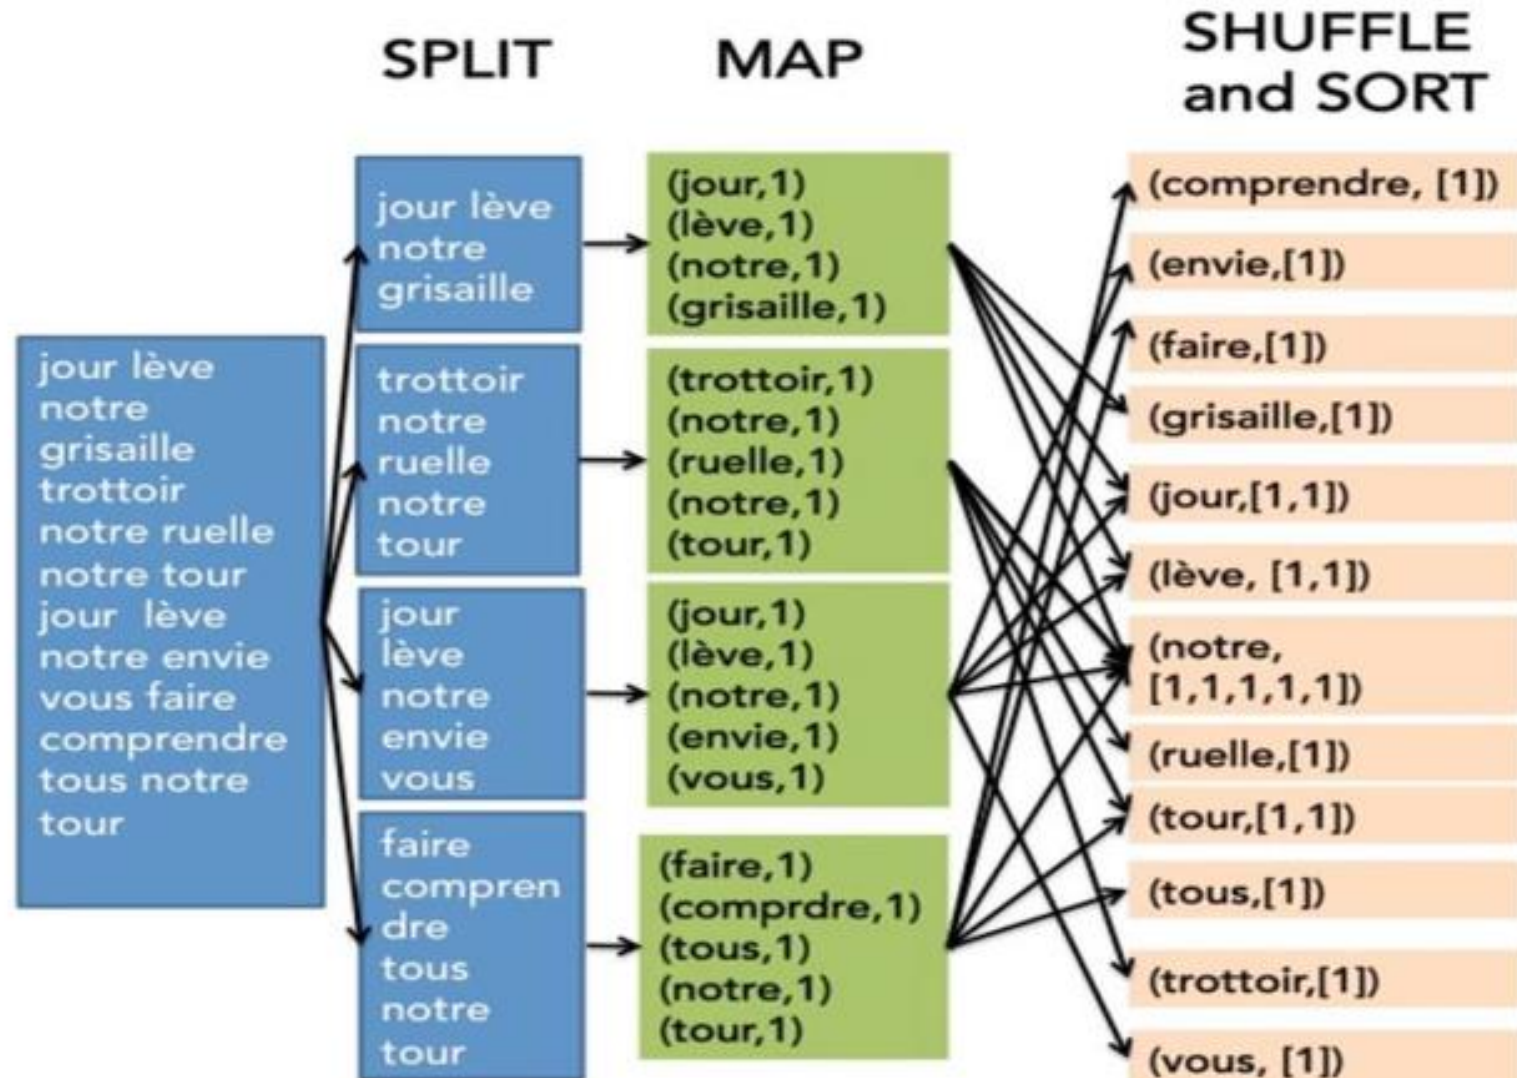 SPLIT
MAP
SHUFFLE
and SORT
jour lève
notre
grisaille
trottoir
notre ruelle
notre tour
jour lève
notre envie
vous faire
comprendre
tous notre
tour
jour lève
notre
grisaille
trottoir
notre
ruelle
notre
tour
jour
lève
notre
envie
vous
faire
compren
dre
tous
notre
tour
(jour,1)
(lève,1)
(notre,1)
(grisaille,1)
(trottoir,1)
(notre,1)
(ruelle,1)
(notre,1)
(tour,1)
(jour,1)
(lève,1)
(notre,1)
(envie,1)
(vous,1)
(faire,1)
(comprdre,1)
(tous,1)
(notre,1)
(tour,1)
(comprendre, [1])
(envie,[1])
(faire,[1])
(grisaille,[1])
(jour,[1,1])
(lève, [1,1])
(notre,
[1,1,1,1,1])
(ruelle,[1])
(tour,[1,1])
(tous,[1])
(trottoir,[1])
(vous, [1])